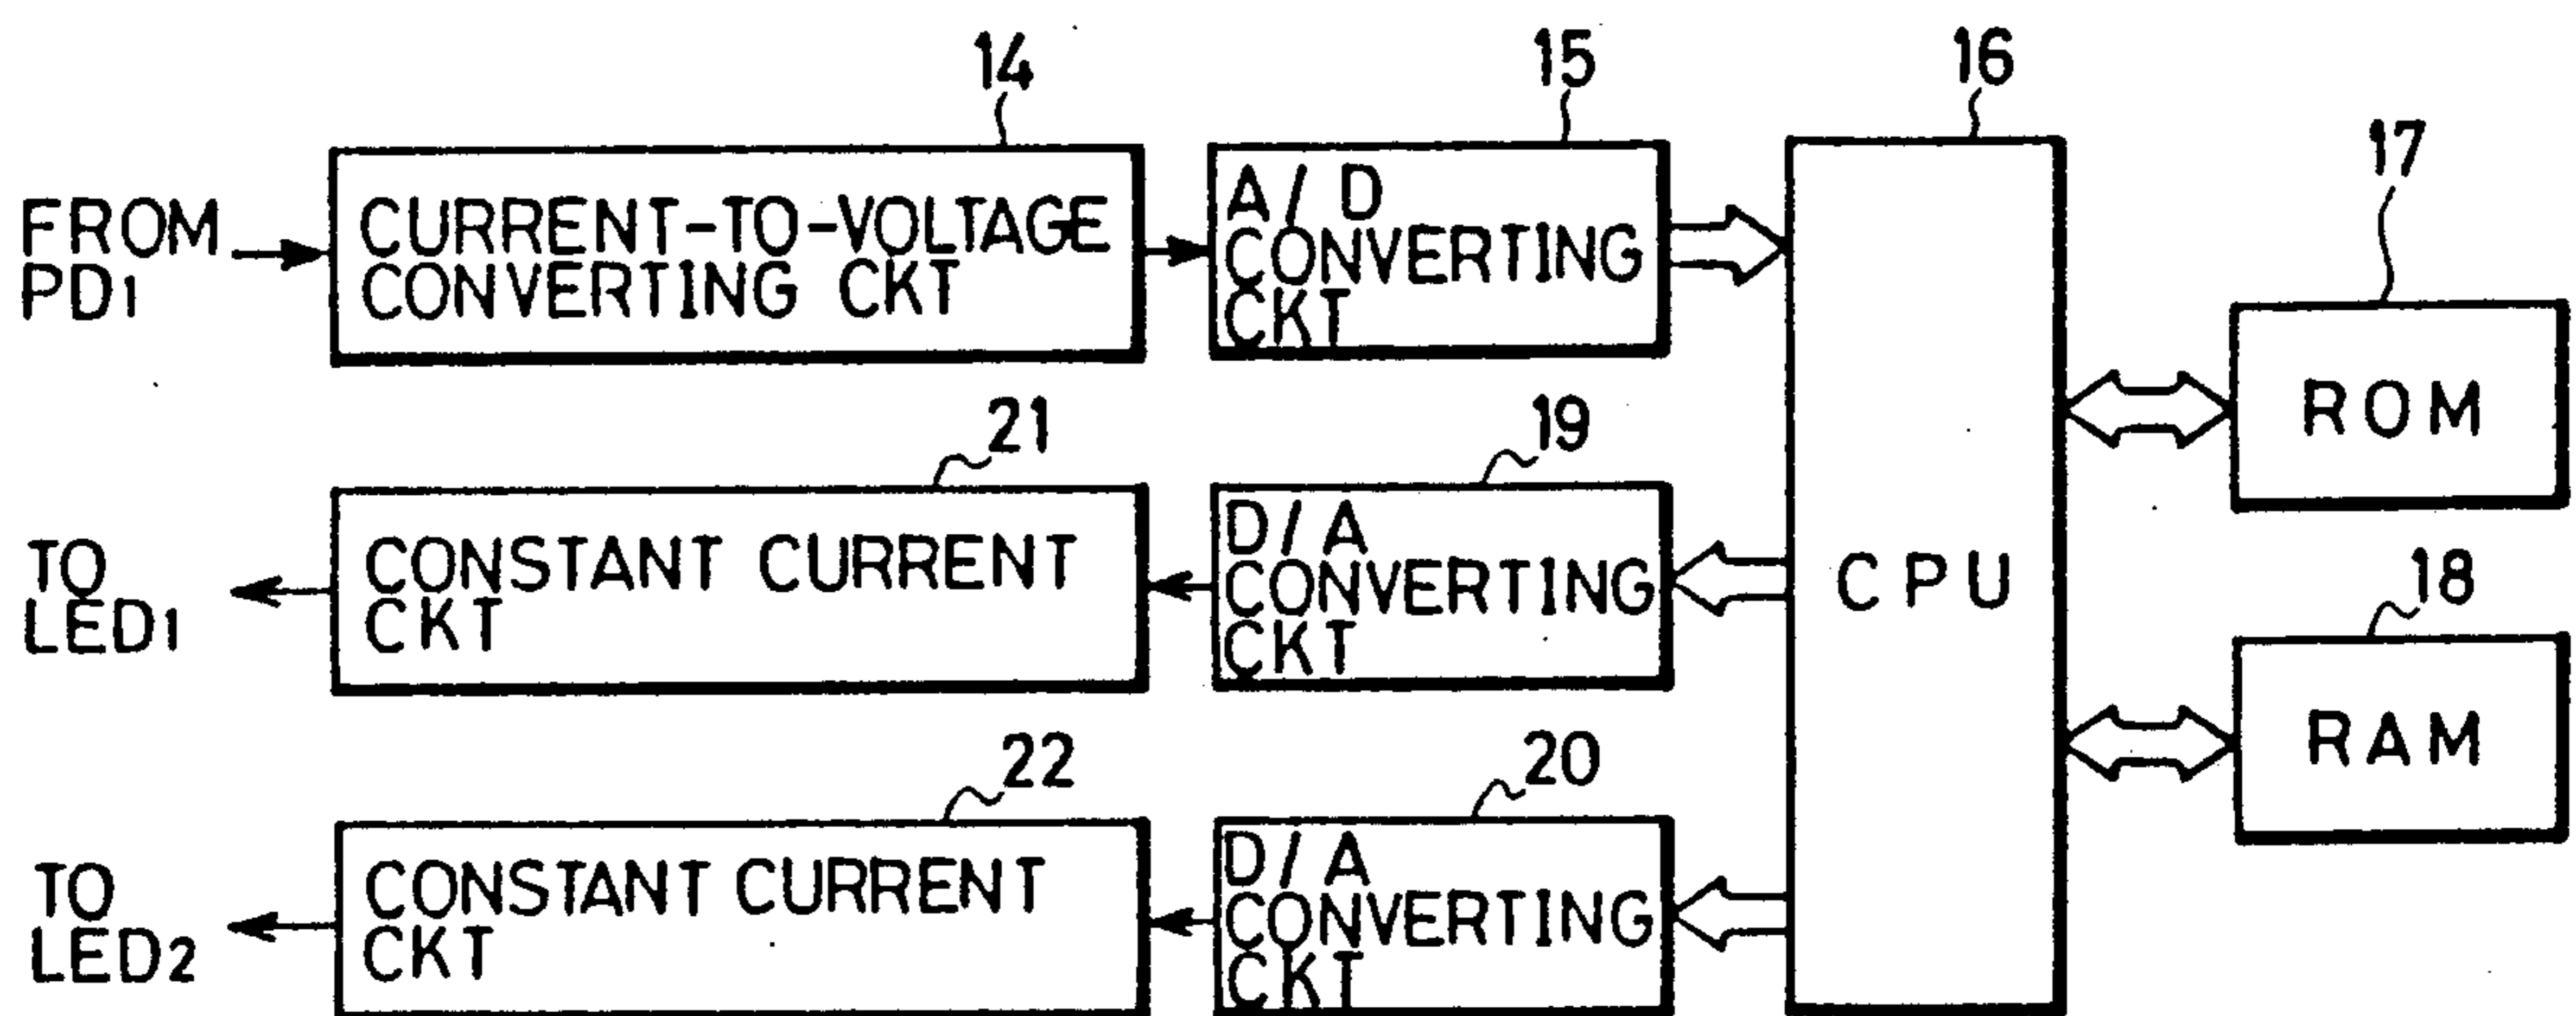 14
15
16
17
FROM
PD1
CURRENT-TO-VOLTAGE
CONVERTING CKT
A/D
CONVERTING
CKT
ROM
21
19
18
TO
LED1
CONSTANT CURRENT
CKT
D/A
CONVERTING
CKT
CPU
RAM
22
20
TO
LED2
CONSTANT CURRENT
CKT
D/A
CONVERTING
CKT